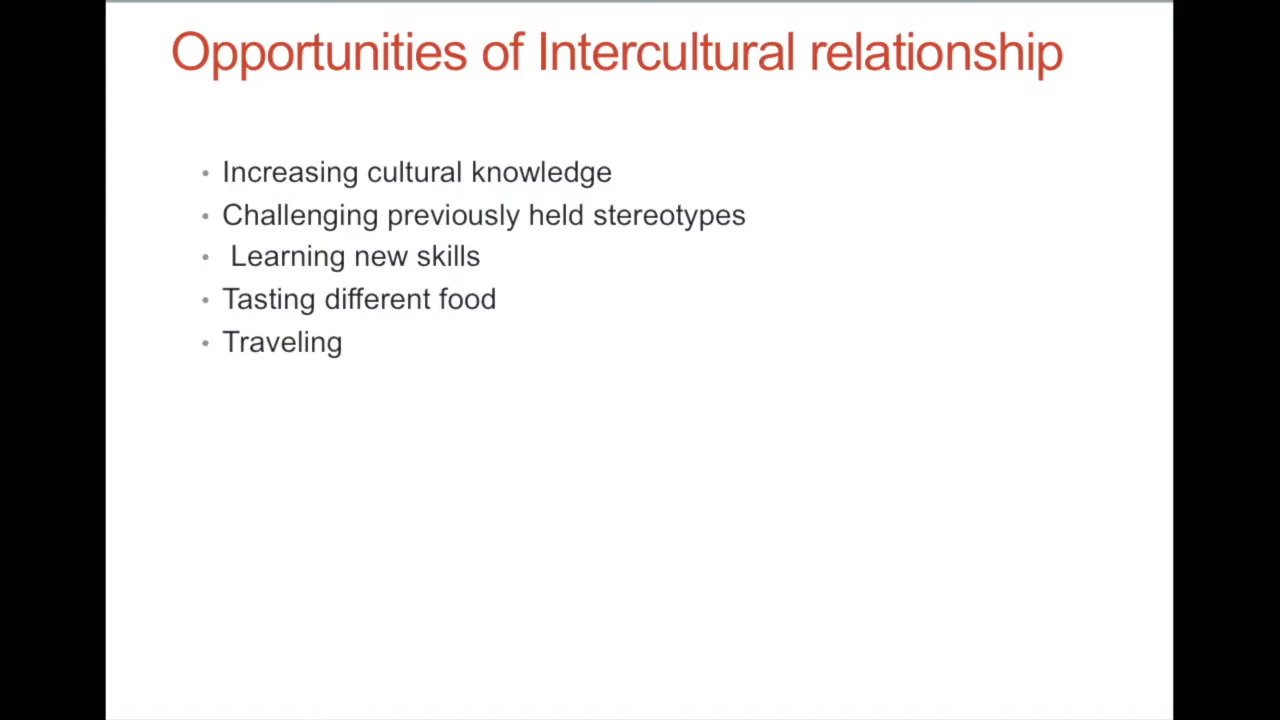 Opportunities of Intercultural relationship
• Increasing cultural knowledge
• Challenging previously held stereotypes
• Learning new skills
• Tasting different food
• Traveling